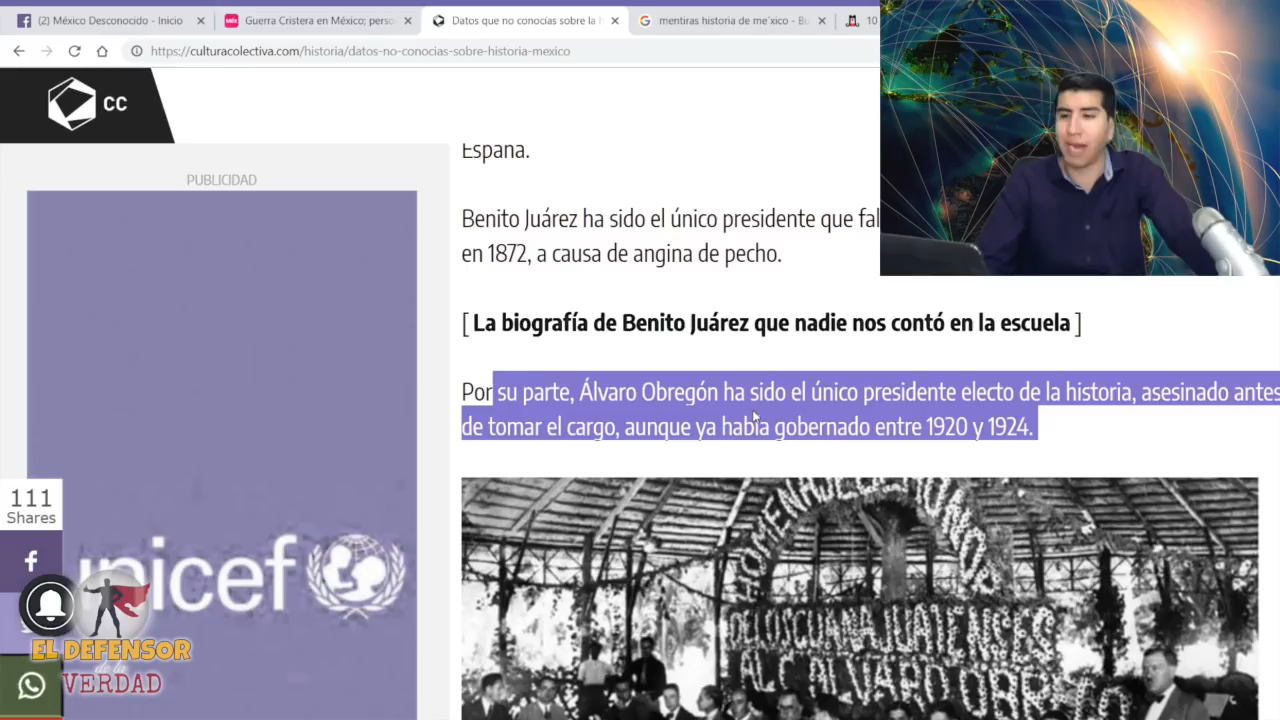 (2) México Desconocido - Inicio
Guerra Cristera en México; perso
Datos que no conocías sobre la h
mentiras historia de me´xico - Bu
10
https://culturacolectiva.com/historia/datos-no-conocias-sobre-historia-mexico
CC
España.
PUBLICIDAD
Benito Juárez ha sido el único presidente que fal
en 1872, a causa de angina de pecho.
[ La biografía de Benito Juárez que nadie nos contó en la escuela ]
Por su parte, Álvaro Obregón ha sido el único presidente electo de la historia, asesinado antes
de tomar el cargo, aunque ya había gobernado entre 1920 y 1924.
111
Shares
unicef
EL DEFENSOR
de la
VERDAD